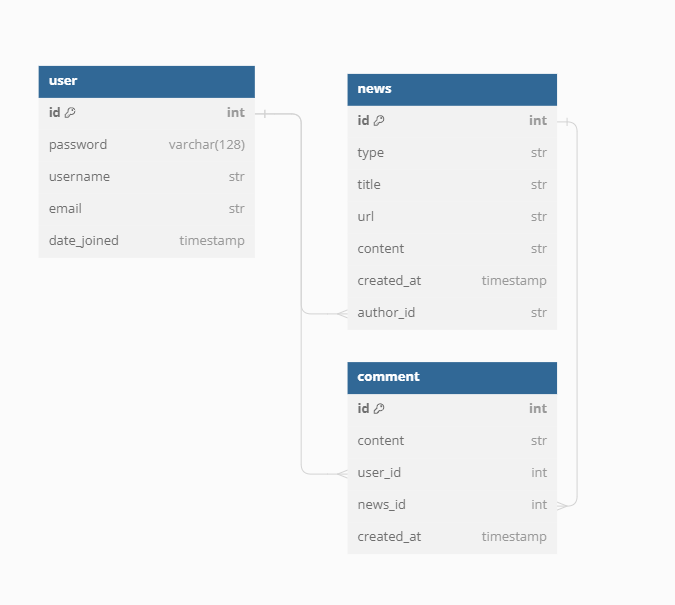 user
id int
password varchar(128)
username str
email str
date_joined timestamp
news
id int
type str
title str
url str
content str
created_at timestamp
author_id str
comment
id int
content str
user_id int
news_id int
created_at timestamp